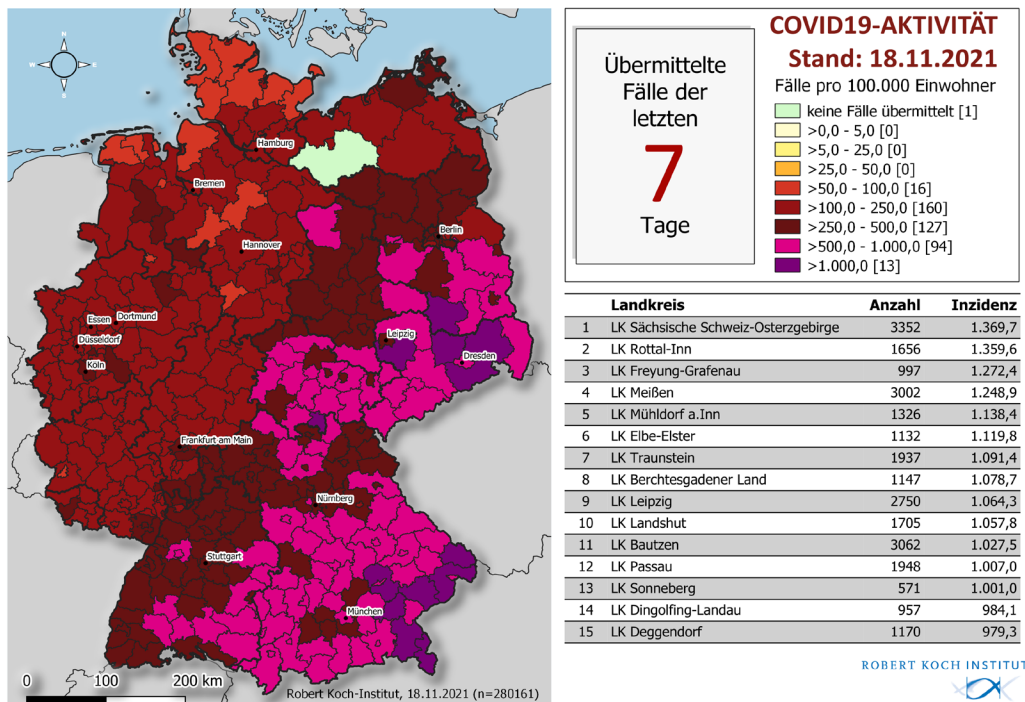 N
W
E
S
Hamburg
Bremen
Berlin
Hannover
Essen
Dortmund
Düsseldorf
Köln
Leipzig
Dresden
Frankfurt am Main
Nürnberg
Stuttgart
München
0 100 200 km
Robert Koch-Institut, 18.11.2021 (n=280161)
Übermittelte
Fälle der
letzten
7
Tage
COVID19-AKTIVITÄT
Stand: 18.11.2021
Fälle pro 100.000 Einwohner
keine Fälle übermittelt [1]
>0,0 - 5,0 [0]
>5,0 - 25,0 [0]
>25,0 - 50,0 [0]
>50,0 - 100,0 [16]
>100,0 - 250,0 [160]
>250,0 - 500,0 [127]
>500,0 - 1.000,0 [94]
>1.000,0 [13]
Landkreis Anzahl Inzidenz
1 LK Sächsische Schweiz-Osterzgebirge 3352 1.369,7
2 LK Rottal-Inn 1656 1.359,6
3 LK Freyung-Grafenau 997 1.272,4
4 LK Meißen 3002 1.248,9
5 LK Mühldorf a.Inn 1326 1.138,4
6 LK Elbe-Elster 1132 1.119,8
7 LK Traunstein 1937 1.091,4
8 LK Berchtesgadener Land 1147 1.078,7
9 LK Leipzig 2750 1.064,3
10 LK Landshut 1705 1.057,8
11 LK Bautzen 3062 1.027,5
12 LK Passau 1948 1.007,0
13 LK Sonneberg 571 1.001,0
14 LK Dingolfing-Landau 957 984,1
15 LK Deggendorf 1170 979,3
ROBERT KOCH INSTITUT